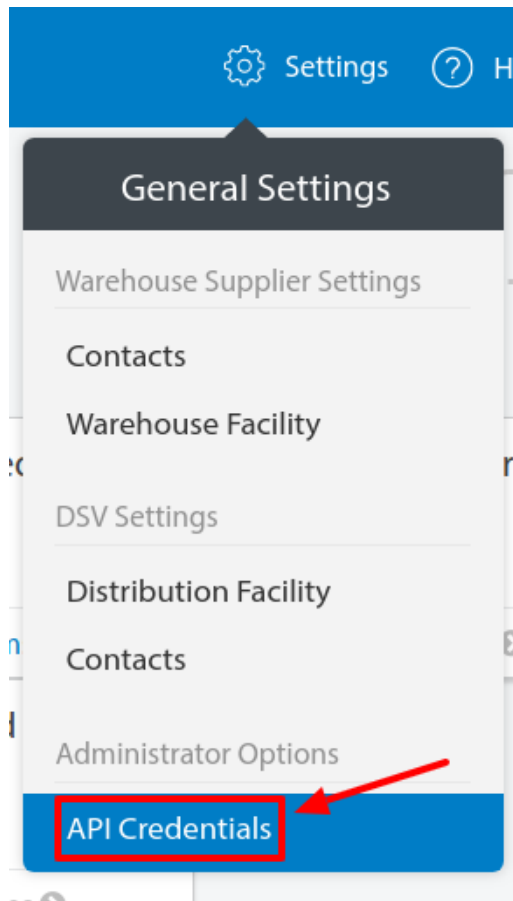 Settings
H
General Settings
Warehouse Supplier Settings
Contacts
Warehouse Facility
DSV Settings
Distribution Facility
Contacts
Administrator Options
API Credentials